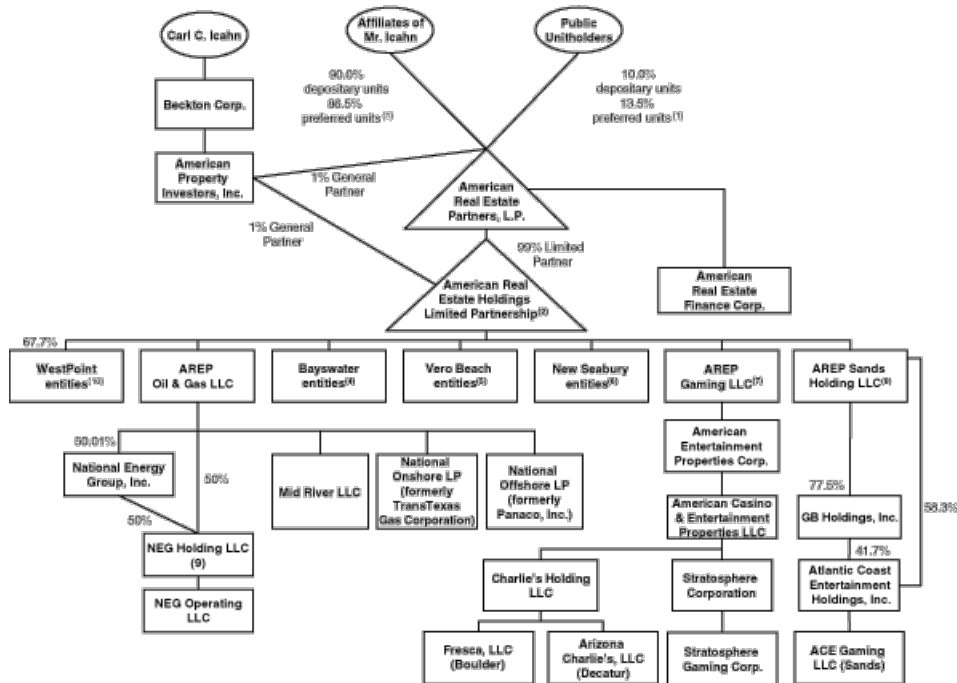 Carl C. Icahn
Affiliates of
Mr. Icahn
Public
Unitholders
Beckton Corp.
90.0%
depositary units
86.5%
preferred units(1)
10.0%
depositary units
13.5%
preferred units(1)
American
Property
Investors, Inc.
1% General
Partner
1% General
Partner
American
Real Estate
Partners, L.P.
99% Limited
Partner
American
Real Estate
Finance Corp.
American Real
Estate Holdings
Limited Partnership(2)
67.7%
WestPoint
entities(10)
AREP
Oil & Gas LLC
Bayswater
entities(4)
Vero Beach
entities(5)
New Seabury
entities(6)
AREP
Gaming LLC(7)
AREP Sands
Holding LLC(8)
50.01%
National Energy
Group, Inc.
50%
50%
Mid River LLC
National
Onshore LP
(formerly
TransTexas
Gas Corporation)
National
Offshore LP
(formerly
Panaco, Inc.)
American
Entertainment
Properties Corp.
American Casino
& Entertainment
Properties LLC
77.5%
GB Holdings, Inc.
58.3%
41.7%
NEG Holding LLC
(9)
NEG Operating
LLC
Charlie's Holding
LLC
Stratosphere
Corporation
Atlantic Coast
Entertainment
Holdings, Inc.
Fresca, LLC
(Boulder)
Arizona
Charlie's, LLC
(Decatur)
Stratosphere
Gaming Corp.
ACE Gaming
LLC (Sands)